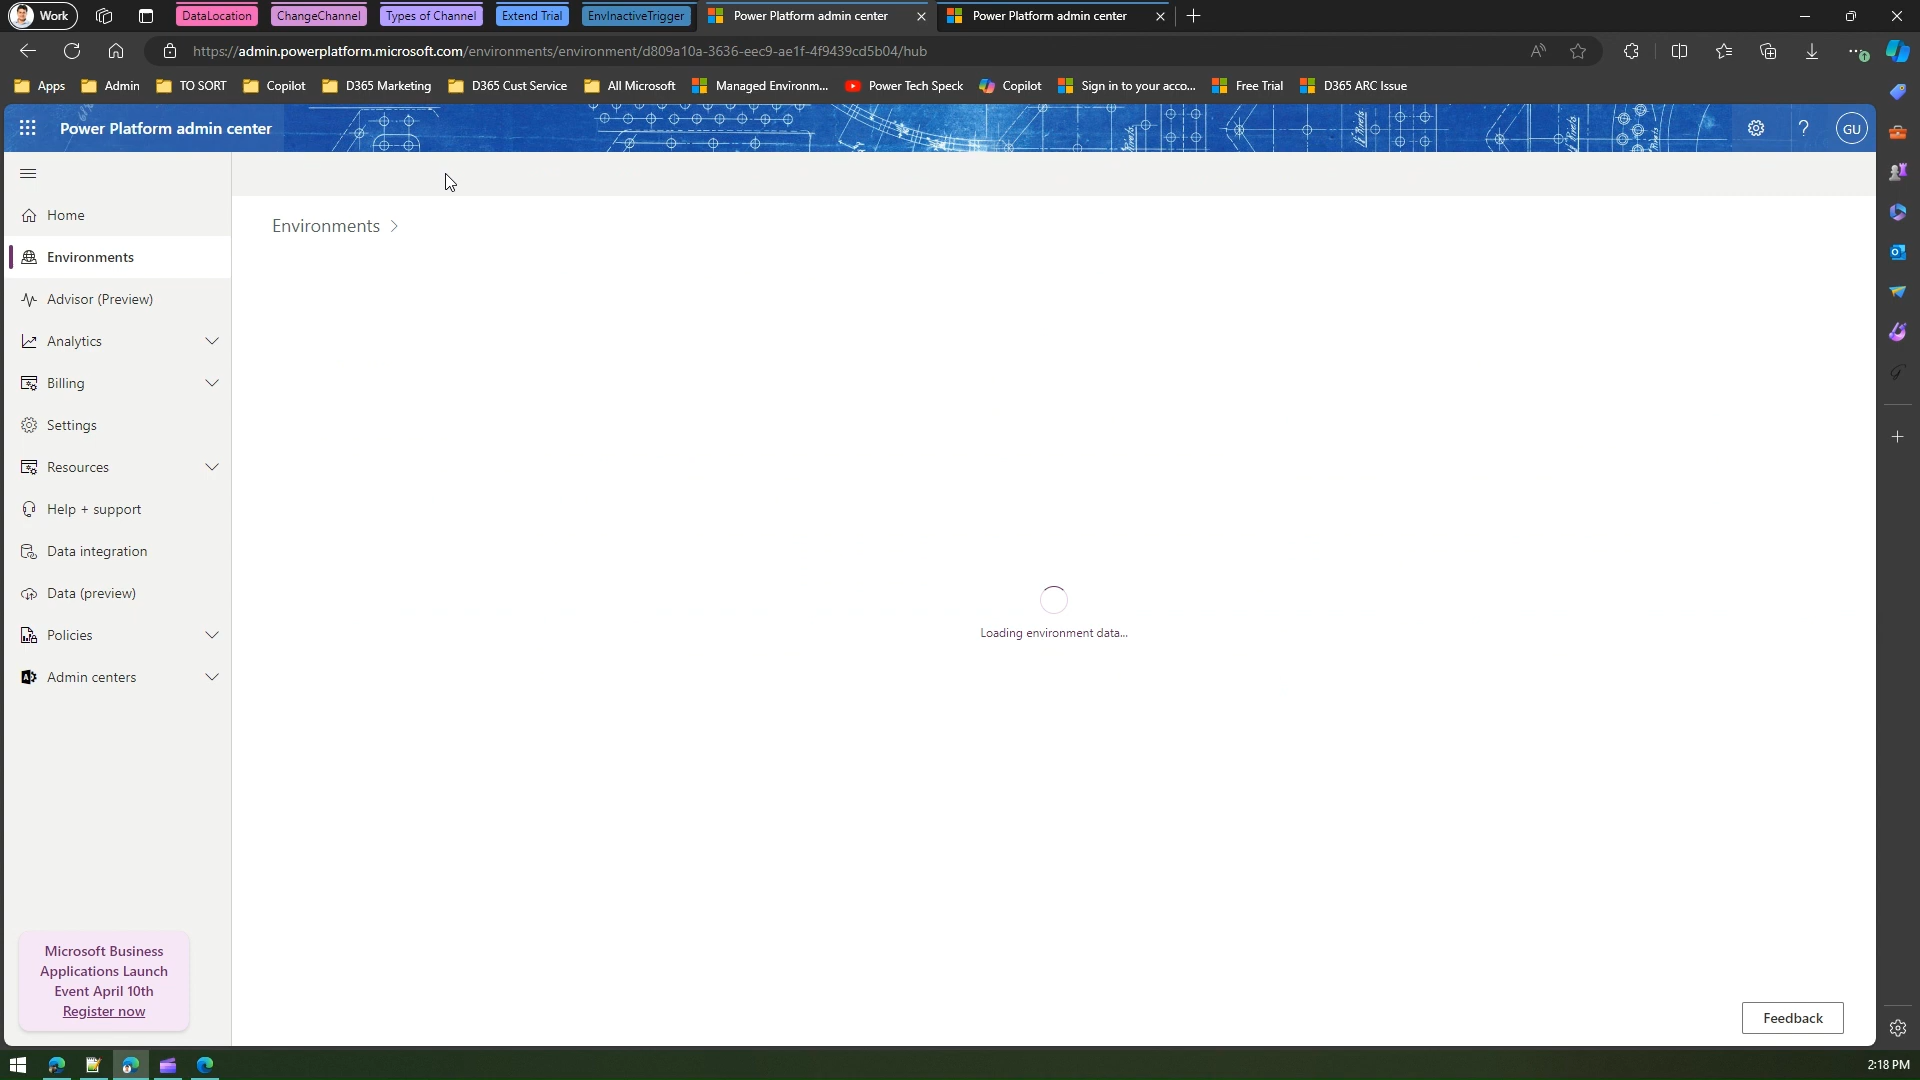 Work
DataLocation
ChangeChannel
Types of Channel
Extend Trial
EnvInactiveTrigger
Power Platform admin center
Power Platform admin center
https://admin.powerplatform.microsoft.com/environments/environment/d809a10a-3636-eec9-ae1f-4f9439cd5b04/hub
Apps
Admin
TO SORT
Copilot
D365 Marketing
D365 Cust Service
All Microsoft
Managed Environm...
Power Tech Speck
Copilot
Sign in to your acco...
Free Trial
D365 ARC Issue
Power Platform admin center
?
GU
Home
Environments >
Environments
Advisor (Preview)
Analytics
Billing
Settings
Resources
Help + support
Data integration
Data (preview)
Loading environment data...
Policies
Admin centers
Microsoft Business
Applications Launch
Event April 10th
Register now
Feedback
2:18 PM